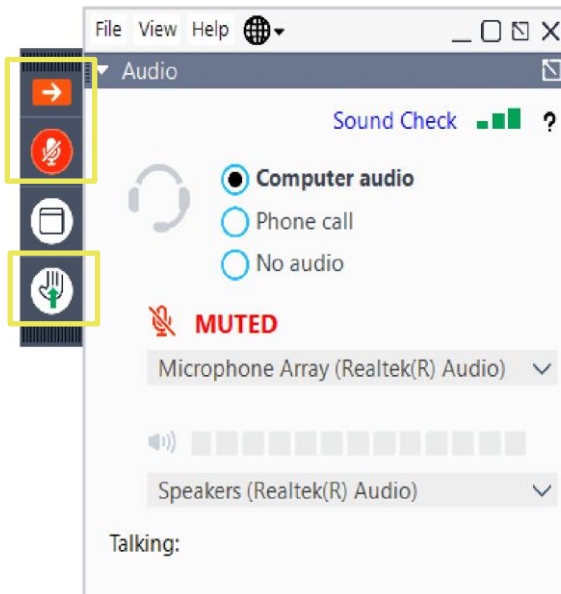 File View Help
Audio
Sound Check ?
Computer audio
Phone call
No audio
MUTED
Microphone Array (Realtek(R) Audio)
Speakers (Realtek(R) Audio)
Talking: